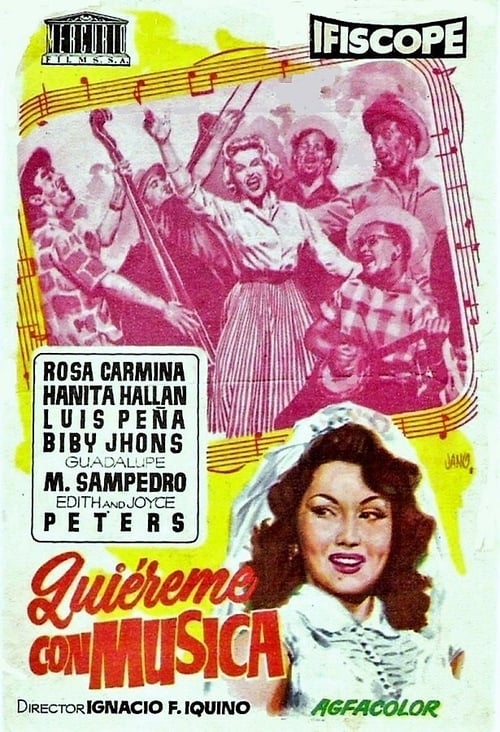 MERCURIO
FILMS. S.A.
IFISCOPE
ROSA CARMINA
HANITA HALLAN
LUIS PEÑA
BIBY JHONS
GUADALUPE
M. SAMPEDRO
EDITH AND JOYCE
PETERS
JANO
Quiéreme
CON MUSICA
DIRECTOR IGNACIO F. IQUINO
AGFACOLOR